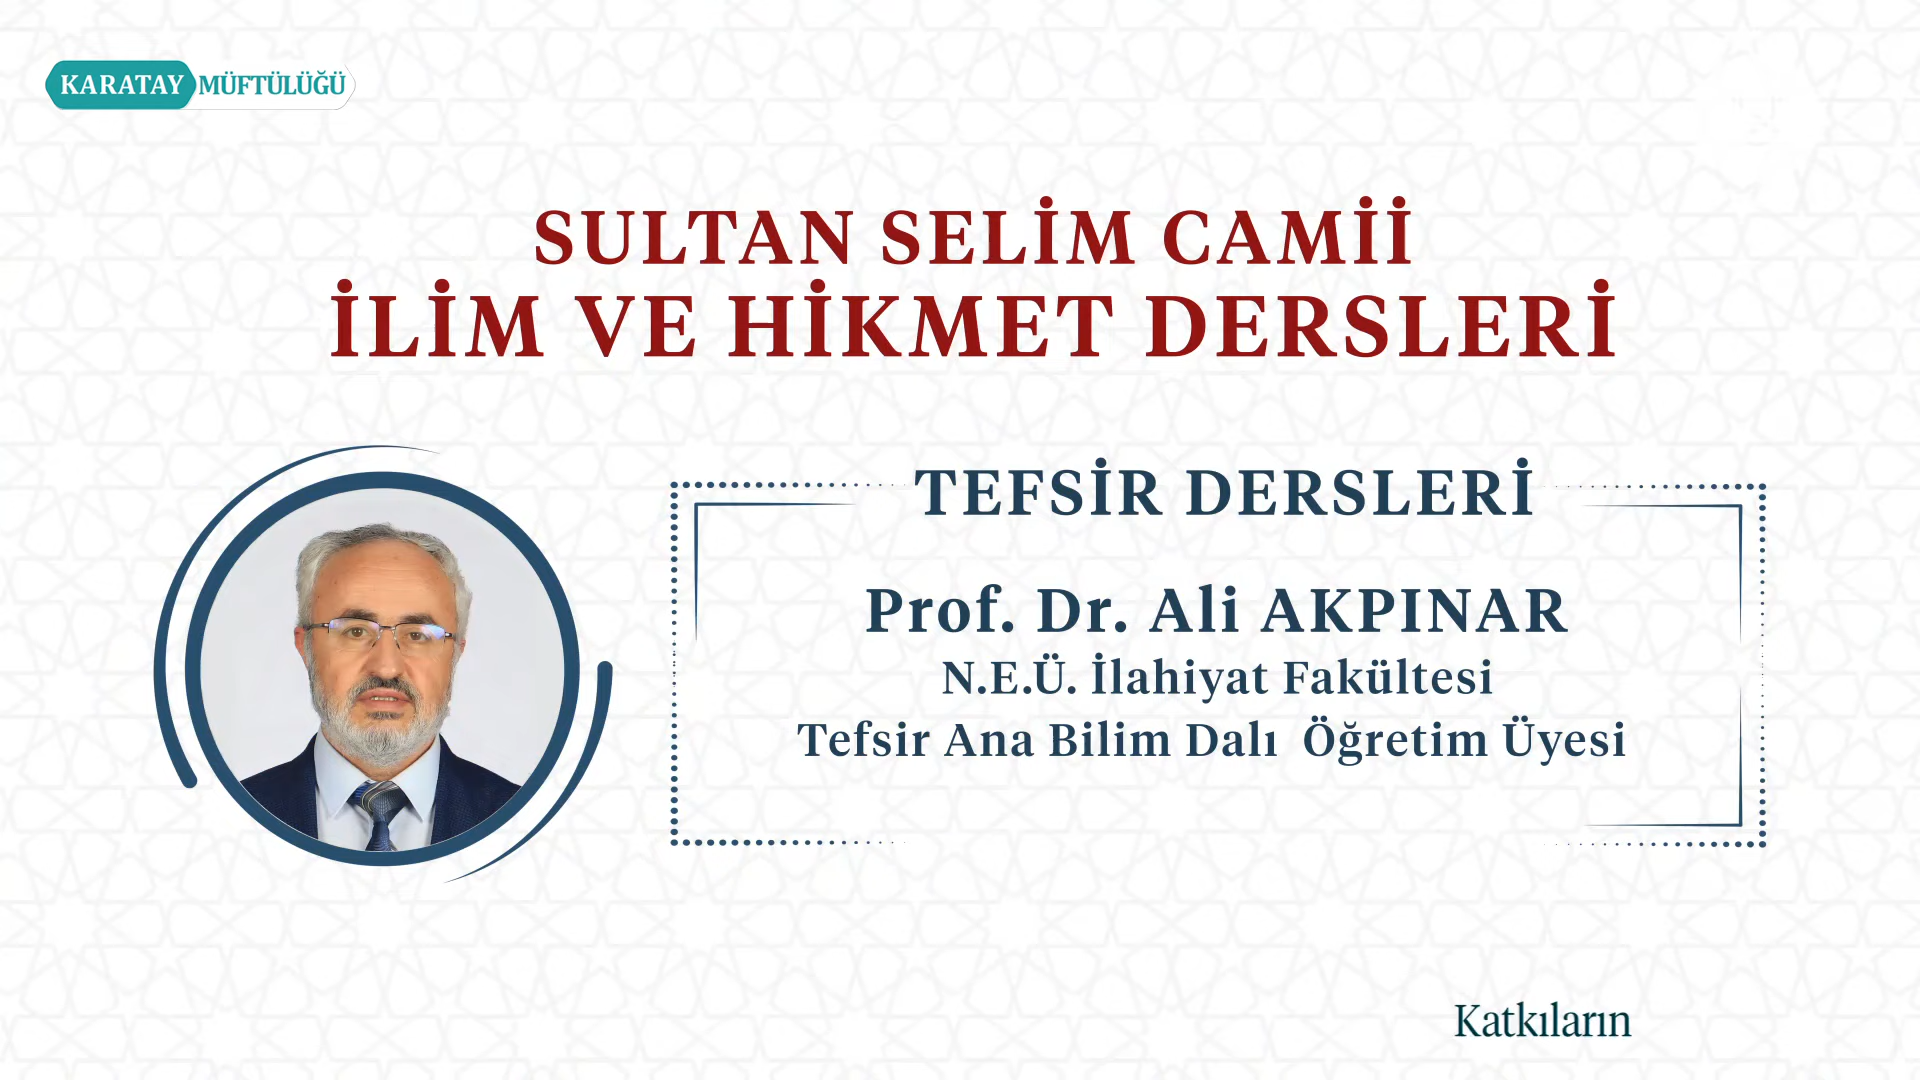 KARATAY MÜFTÜLÜĞÜ
SULTAN SELİM CAMİİ
İLİM VE HİKMET DERSLERİ
TEFSİR DERSLERİ
Prof. Dr. Ali AKPINAR
N.E.Ü. İlahiyat Fakültesi
Tefsir Ana Bilim Dalı Öğretim Üyesi
Katkıların